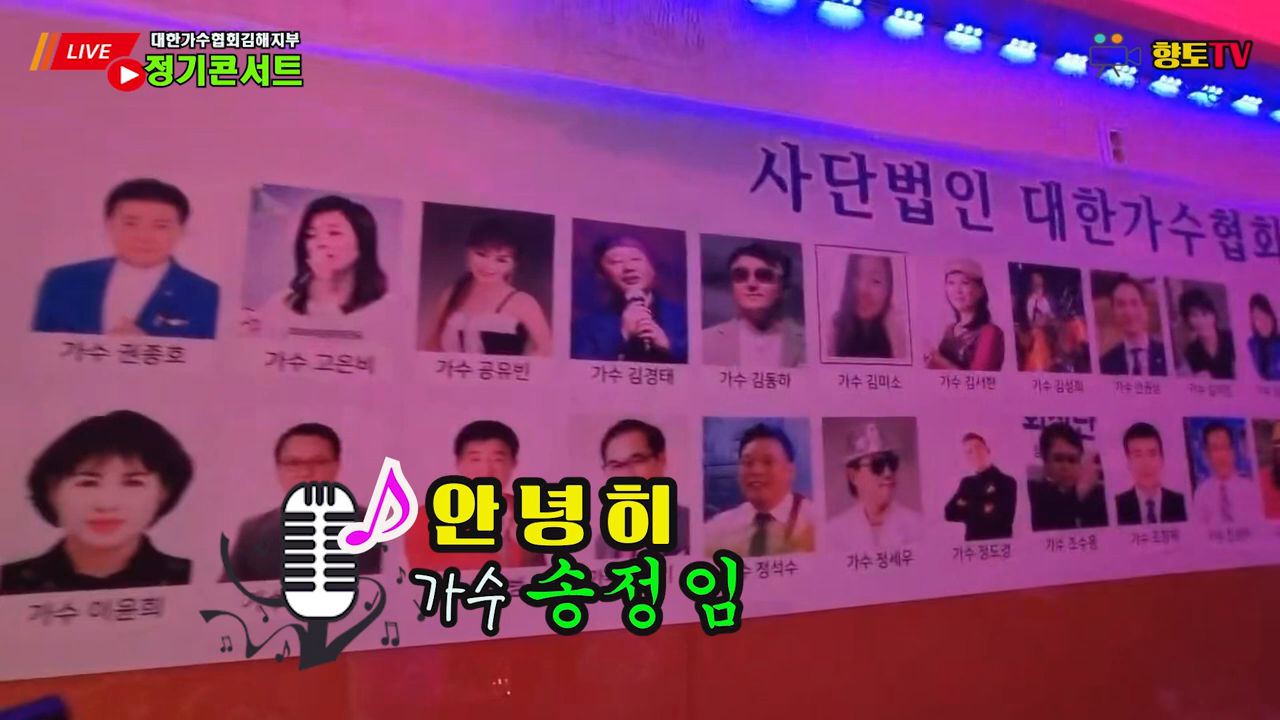 LIVE
대한가수협회김해지부
정기콘서트
향토TV
사단법인 대한가수협회
가수 권종호
가수 고은비
가수 공유빈
가수 김경태
가수 김동하
가수 김미소
가수 김서현
가수 김성희
가수 이윤희
정석수
가수 정세우
가수 정도경
가수 조수용
안녕히
가수 송정임